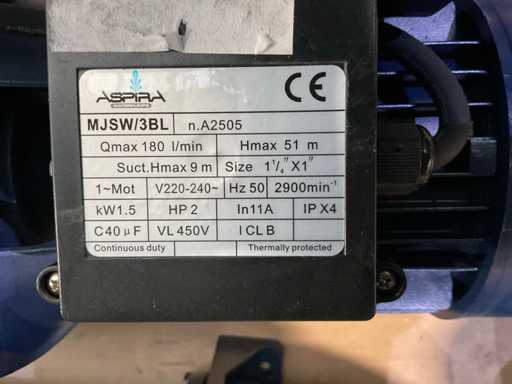 ASPIRA
CE
MJSW/3BL n.A2505
Qmax 180 l/min Hmax 51 m
Suct.Hmax 9 m Size 1¹/₄" X1"
1~Mot V220-240~ Hz 50 2900min⁻¹
kW1.5 HP 2 In11A IP X4
C40µF VL 450V I CL B
Continuous duty Thermally protected